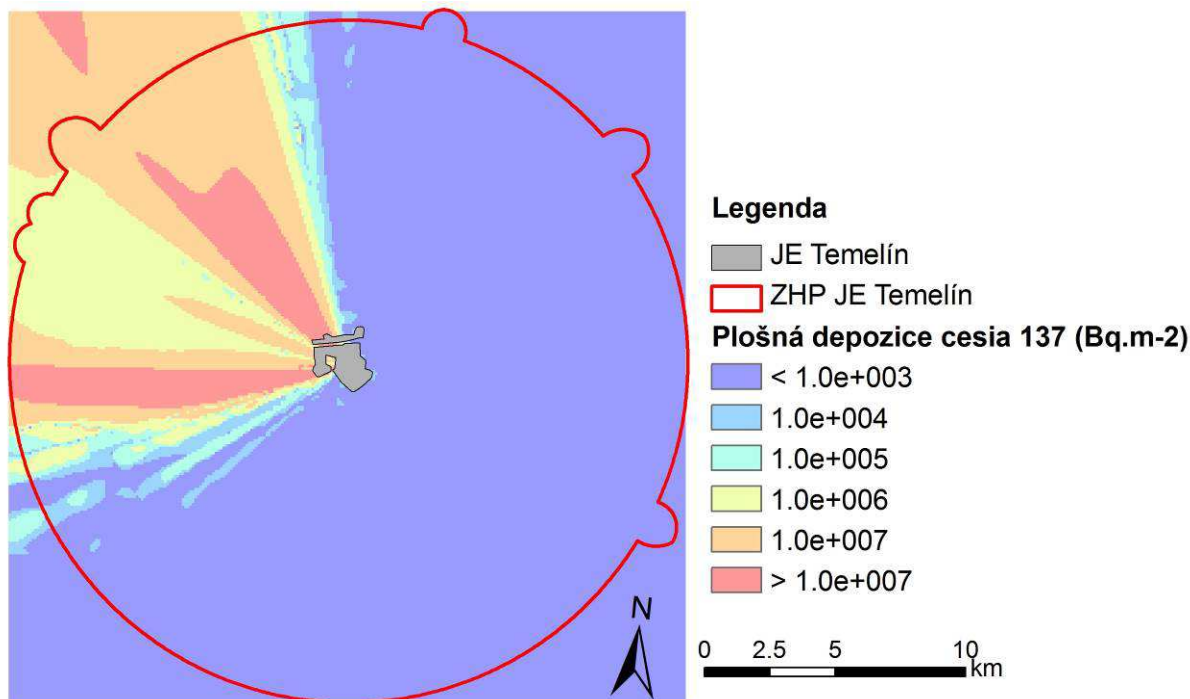 Legenda
JE Temelín
ZHP JE Temelín
Plošná depozice cesia 137 (Bq.m-2)
< 1.0e+003
1.0e+004
1.0e+005
1.0e+006
1.0e+007
> 1.0e+007
N
0 2.5 5 10
km